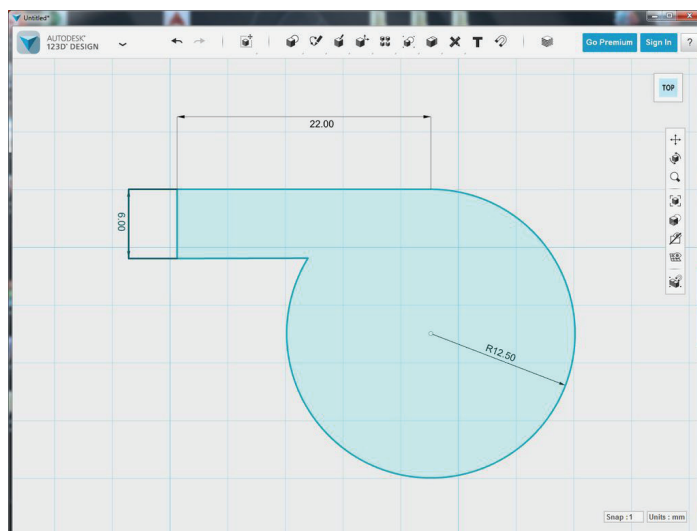 Untitled*
AUTODESK®
123D® DESIGN
Go Premium
Sign In
?
TOP
22.00
6.00
R12.50
Snap : 1
Units : mm